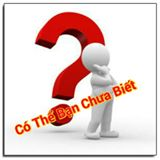 Có Thể Bạn Chưa Biết